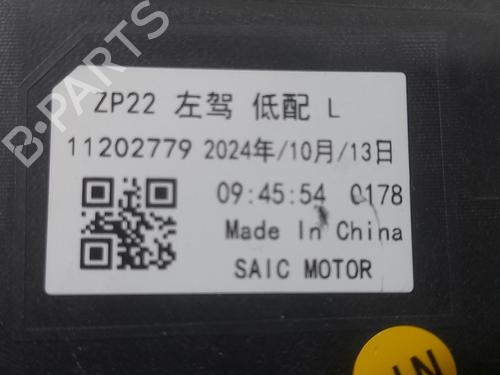 B-PARTS
ZP22 左驾 低配 L
11202779 2024年/10月/13日
09:45:54 0178
Made In China
SAIC MOTOR